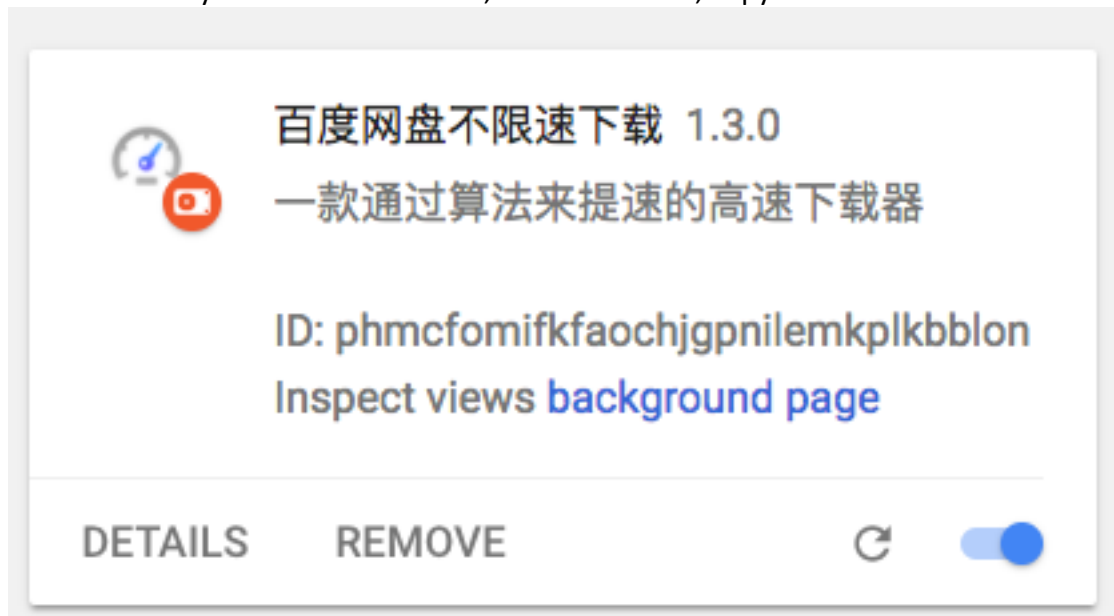 百度网盘不限速下载 1.3.0
一款通过算法来提速的高速下载器
ID: phmcfomifkfaochjgpnilemkplkbblon
Inspect views background page
DETAILS REMOVE